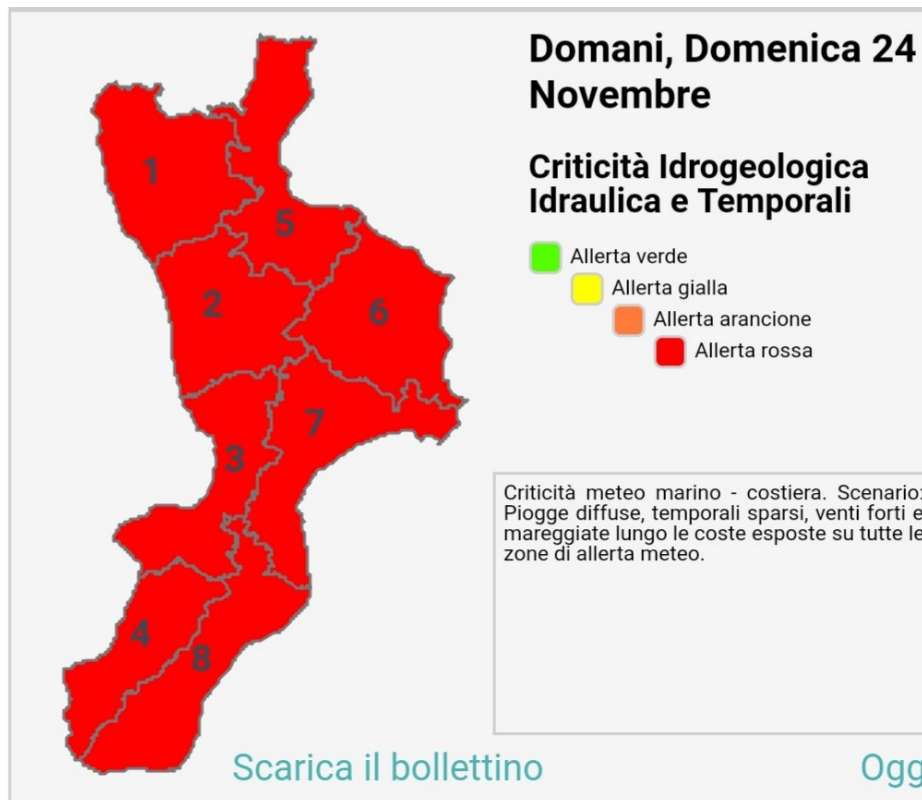 Domani, Domenica 24
Novembre
Criticità Idrogeologica
Idraulica e Temporali
Allerta verde
Allerta gialla
Allerta arancione
Allerta rossa
1
5
2
6
7
3
4
8
Criticità meteo marino - costiera. Scenario:
Piogge diffuse, temporali sparsi, venti forti e
mareggiate lungo le coste esposte su tutte le
zone di allerta meteo.
Scarica il bollettino
Ogg